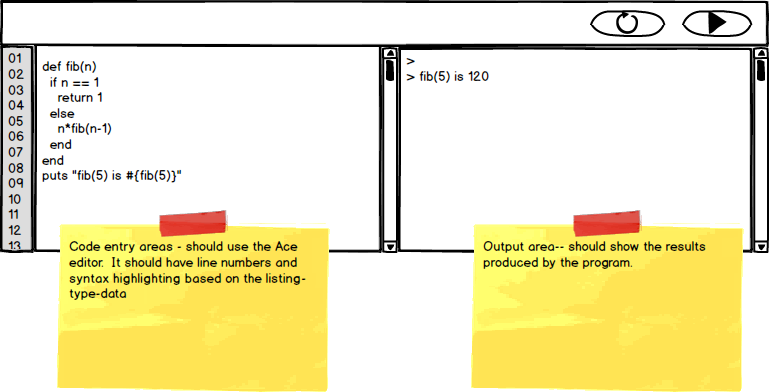 01
02
03
04
05
06
07
08
09
10
11
12
13
def fib(n)
if n == 1
return 1
else
n*fib(n-1)
end
end
puts "fib(5) is #{fib(5)}"
>
> fib(5) is 120
Code entry areas - should use the Ace
editor. It should have line numbers and
syntax highlighting based on the listing-
type-data
Output area-- should show the results
produced by the program.